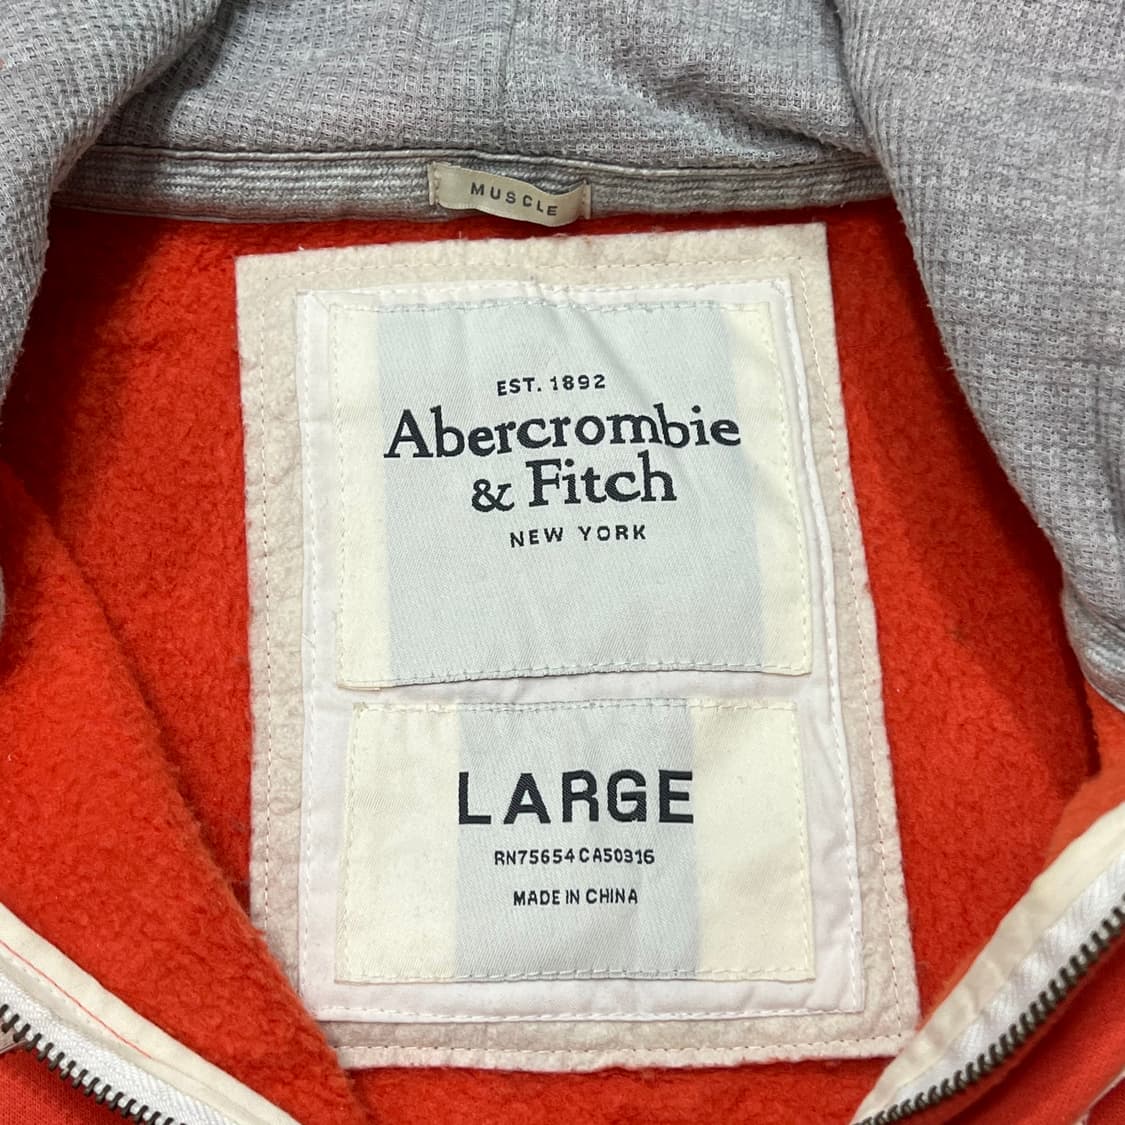 MUSCLE
EST. 1892
Abercrombie
& Fitch
NEW YORK
LARGE
RN75654 CA50316
MADE IN CHINA